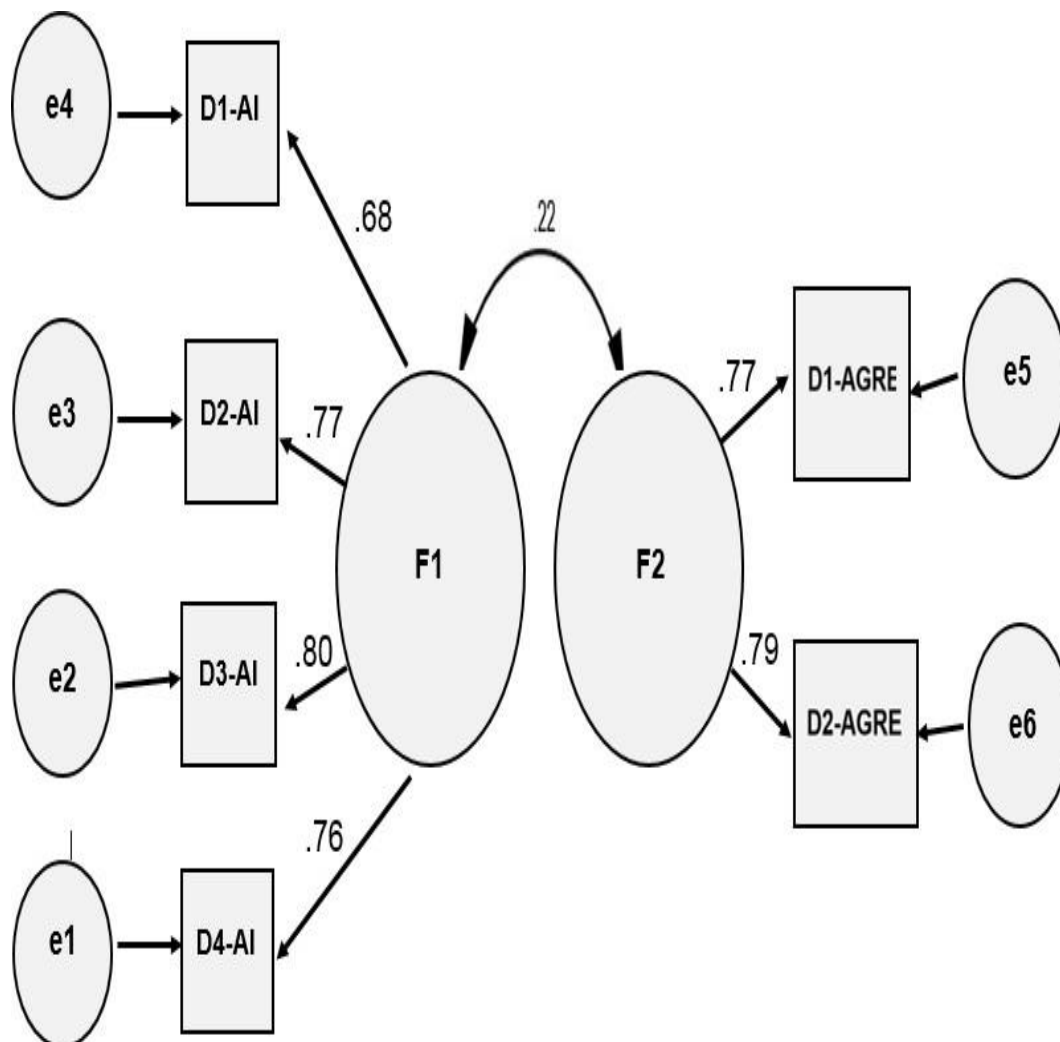 e4
D1-AI
.68
.22
e3
D2-AI
.77
.77
D1-AGRE
e5
F1
F2
e2
D3-AI
.80
.79
D2-AGRE
e6
.76
e1
D4-AI